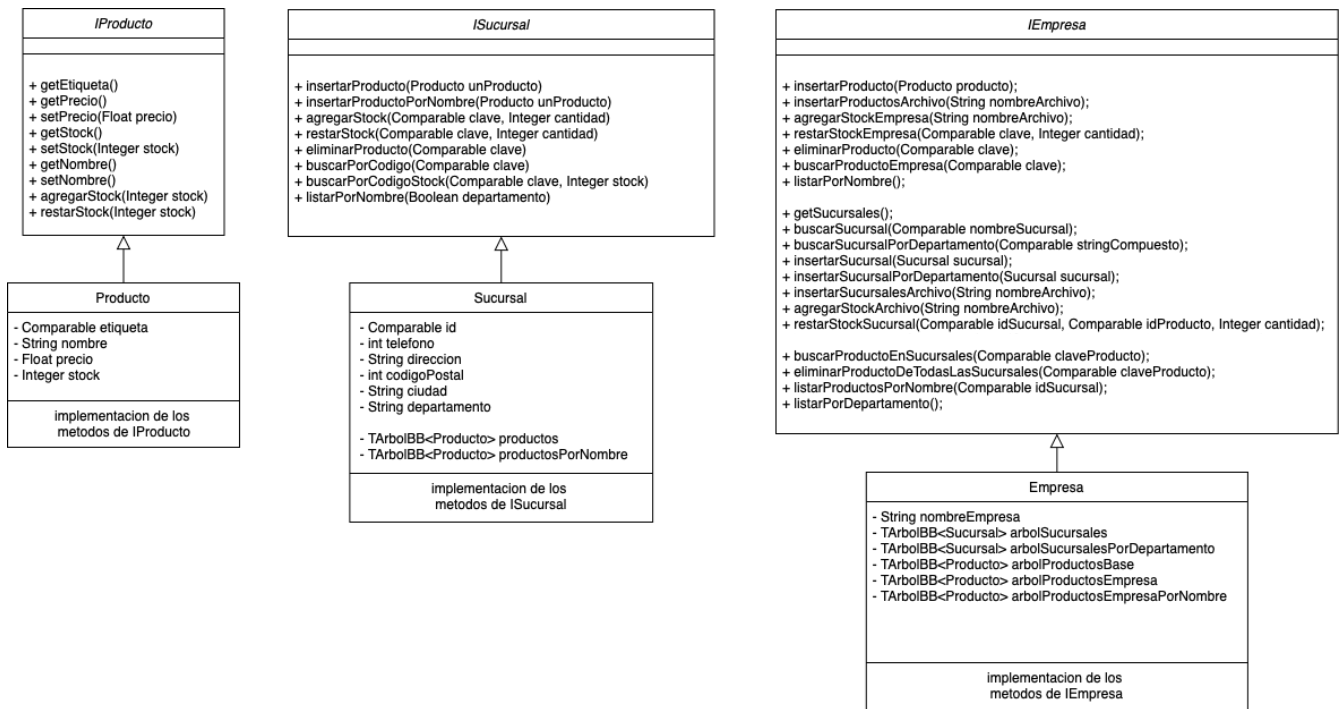 IProducto
+ getEtiqueta()
+ getPrecio()
+ setPrecio(Float precio)
+ getStock()
+ setStock(Integer stock)
+ getNombre()
+ setNombre()
+ agregarStock(Integer stock)
+ restarStock(Integer stock)
Producto
- Comparable etiqueta
- String nombre
- Float precio
- Integer stock
implementacion de los
metodos de IProducto
ISucursal
+ insertarProducto(Producto unProducto)
+ insertarProductoPorNombre(Producto unProducto)
+ agregarStock(Comparable clave, Integer cantidad)
+ restarStock(Comparable clave, Integer cantidad)
+ eliminarProducto(Comparable clave)
+ buscarPorCodigo(Comparable clave)
+ buscarPorCodigoStock(Comparable clave, Integer stock)
+ listarPorNombre(Boolean departamento)
Sucursal
- Comparable id
- int telefono
- String direccion
- int codigoPostal
- String ciudad
- String departamento
- TArbolBB<Producto> productos
- TArbolBB<Producto> productosPorNombre
implementacion de los
metodos de ISucursal
IEmpresa
+ insertarProducto(Producto producto);
+ insertarProductosArchivo(String nombreArchivo);
+ agregarStockEmpresa(String nombreArchivo);
+ restarStockEmpresa(Comparable clave, Integer cantidad);
+ eliminarProducto(Comparable clave);
+ buscarProductoEmpresa(Comparable clave);
+ listarPorNombre();
+ getSucursales();
+ buscarSucursal(Comparable nombreSucursal);
+ buscarSucursalPorDepartamento(Comparable stringCompuesto);
+ insertarSucursal(Sucursal sucursal);
+ insertarSucursalPorDepartamento(Sucursal sucursal);
+ insertarSucursalesArchivo(String nombreArchivo);
+ agregarStockArchivo(String nombreArchivo);
+ restarStockSucursal(Comparable idSucursal, Comparable idProducto, Integer cantidad);
+ buscarProductoEnSucursales(Comparable claveProducto);
+ eliminarProductoDeTodasLasSucursales(Comparable claveProducto);
+ listarProductosPorNombre(Comparable idSucursal);
+ listarPorDepartamento();
Empresa
- String nombreEmpresa
- TArbolBB<Sucursal> arbolSucursales
- TArbolBB<Sucursal> arbolSucursalesPorDepartamento
- TArbolBB<Producto> arbolProductosBase
- TArbolBB<Producto> arbolProductosEmpresa
- TArbolBB<Producto> arbolProductosEmpresaPorNombre
implementacion de los
metodos de IEmpresa